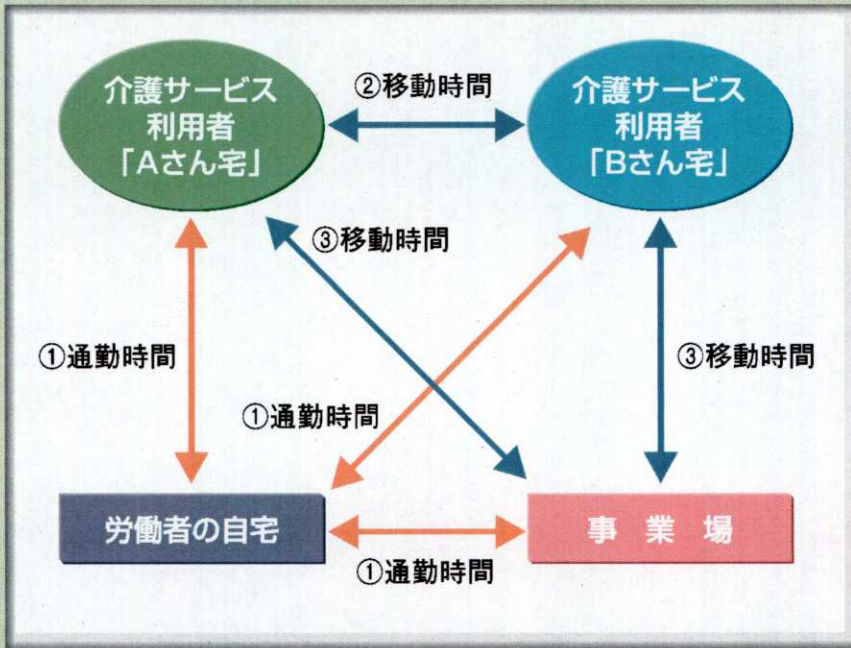 介護サービス
利用者
「Aさん宅」
②移動時間
介護サービス
利用者
「Bさん宅」
③移動時間
①通勤時間
③移動時間
①通勤時間
労働者の自宅
事業場
①通勤時間